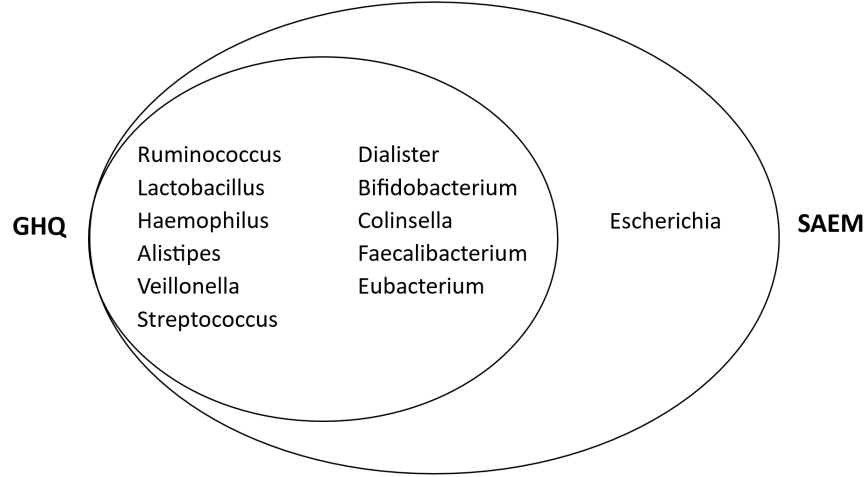 GHQ
Ruminococcus
Lactobacillus
Haemophilus
Alistipes
Veillonella
Streptococcus
Dialister
Bifidobacterium
Colinsella
Faecalibacterium
Eubacterium
Escherichia
SAEM